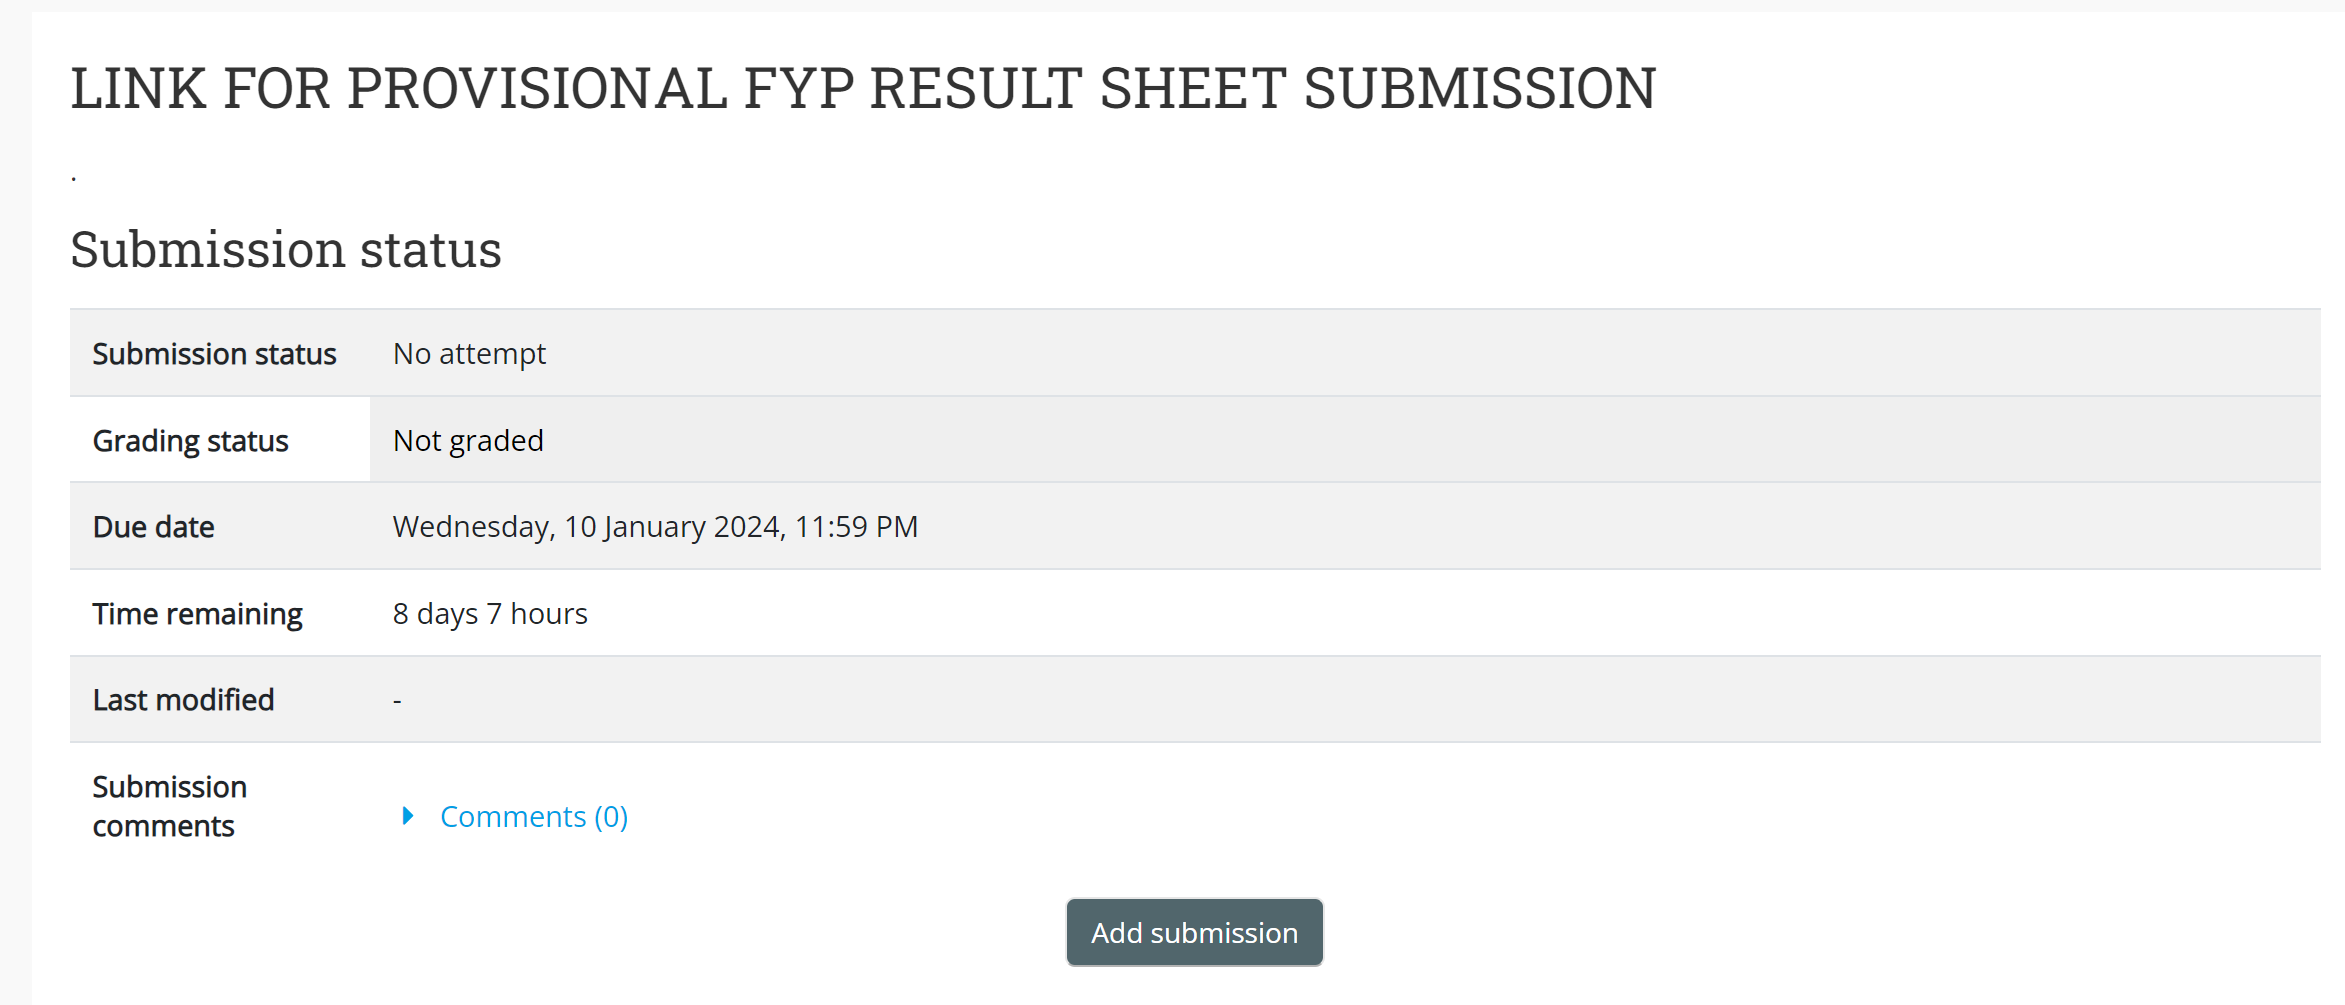 LINK FOR PROVISIONAL FYP RESULT SHEET SUBMISSION
.
Submission status
Submission status No attempt
Grading status Not graded
Due date Wednesday, 10 January 2024, 11:59 PM
Time remaining 8 days 7 hours
Last modified -
Submission
comments
Comments (0)
Add submission